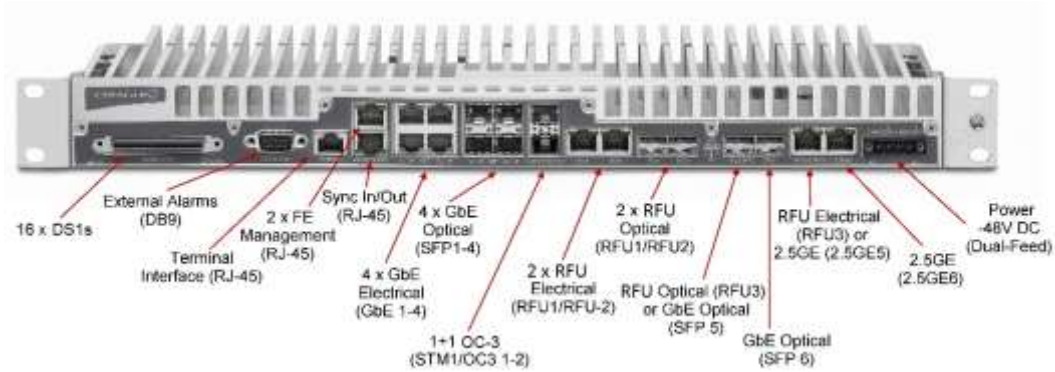 16 x DS1s
External Alarms
(DB9)
Terminal
Interface (RJ-45)
2 x FE
Management
(RJ-45)
Sync In/Out
(RJ-45)
4 x GbE
Electrical
(GbE 1-4)
4 x GbE
Optical
(SFP1-4)
1+1 OC-3
(STM1/OC3 1-2)
2 x RFU
Electrical
(RFU1/RFU-2)
2 x RFU
Optical
(RFU1/RFU2)
RFU Optical (RFU3)
or GbE Optical
(SFP 5)
GbE Optical
(SFP 6)
RFU Electrical
(RFU3) or
2.5GE (2.5GE5)
2.5GE
(2.5GE6)
Power
-48V DC
(Dual-Feed)